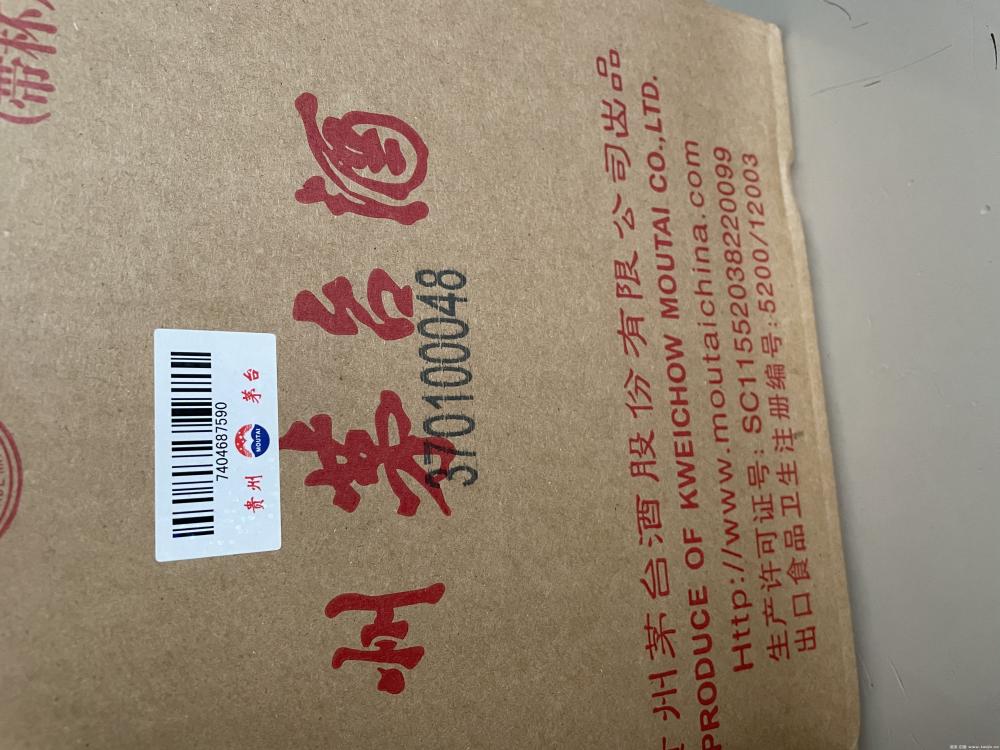 (带杯
州茅台酒
7404687590
贵州 茅台
MOUTAI
370100048
州茅台酒股份有限公司出品
PRODUCE OF KWEICHOW MOUTAI CO.,LTD.
Http://www.moutaichina.com
生产许可证号: SC11552038220099
出口食品卫生注册编号:5200/12003